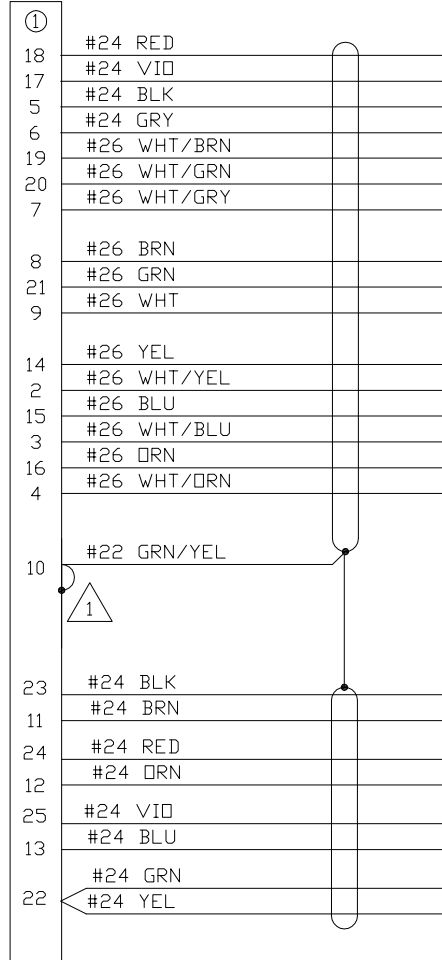 1
18 #24 RED
17 #24 VIO
5 #24 BLK
6 #24 GRY
19 #26 WHT/BRN
20 #26 WHT/GRN
7 #26 WHT/GRY
8 #26 BRN
21 #26 GRN
9 #26 WHT
14 #26 YEL
2 #26 WHT/YEL
15 #26 BLU
3 #26 WHT/BLU
16 #26 ORN
4 #26 WHT/ORN
10 #22 GRN/YEL
1
23 #24 BLK
11 #24 BRN
24 #24 RED
12 #24 ORN
25 #24 VIO
13 #24 BLU
#24 GRN
22 #24 YEL